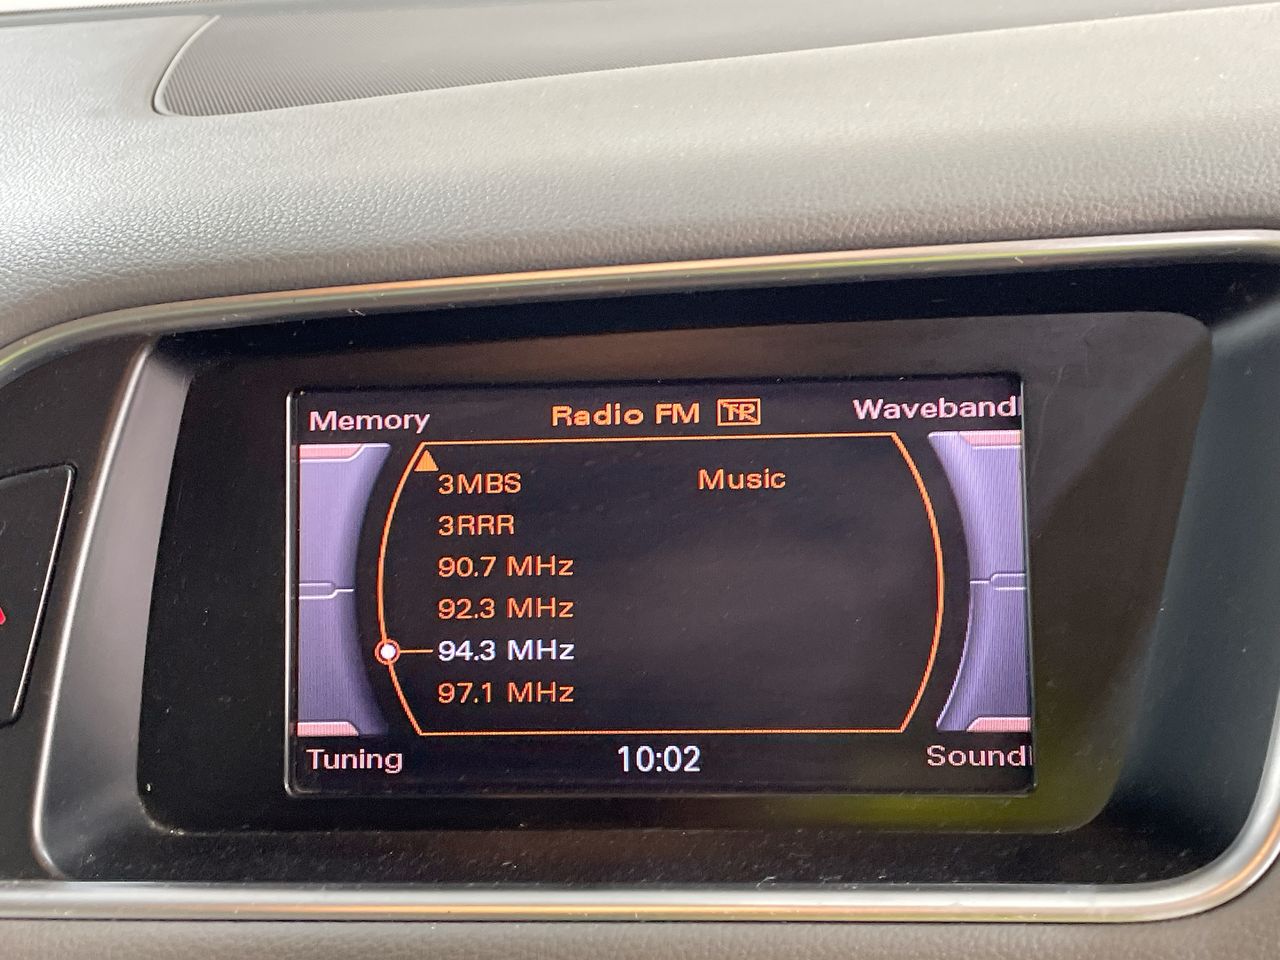 Memory Radio FM TP Waveband
3MBS Music
3RRR
90.7 MHz
92.3 MHz
94.3 MHz
97.1 MHz
Tuning 10:02 Sound